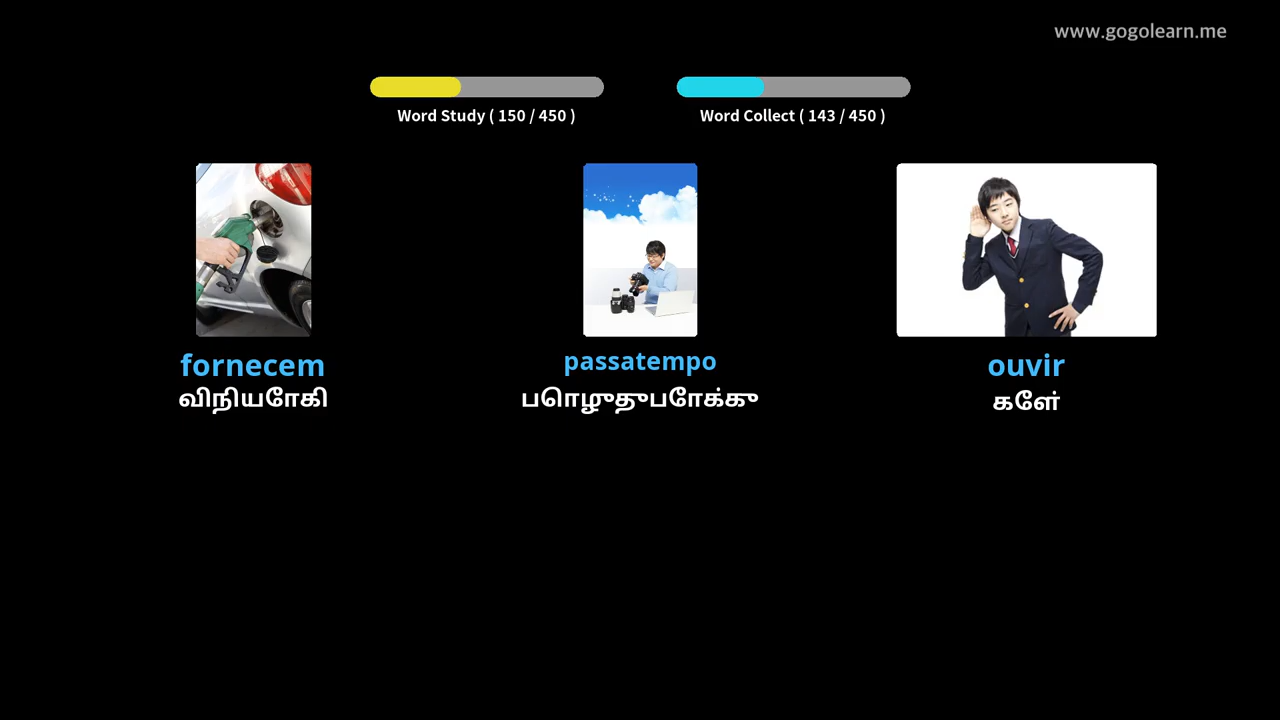 www.gogolearn.me
Word Study ( 150 / 450 )
Word Collect ( 143 / 450 )
fornecem
விநியோகி
passatempo
பொழுதுபோக்கு
ouvir
கேள்